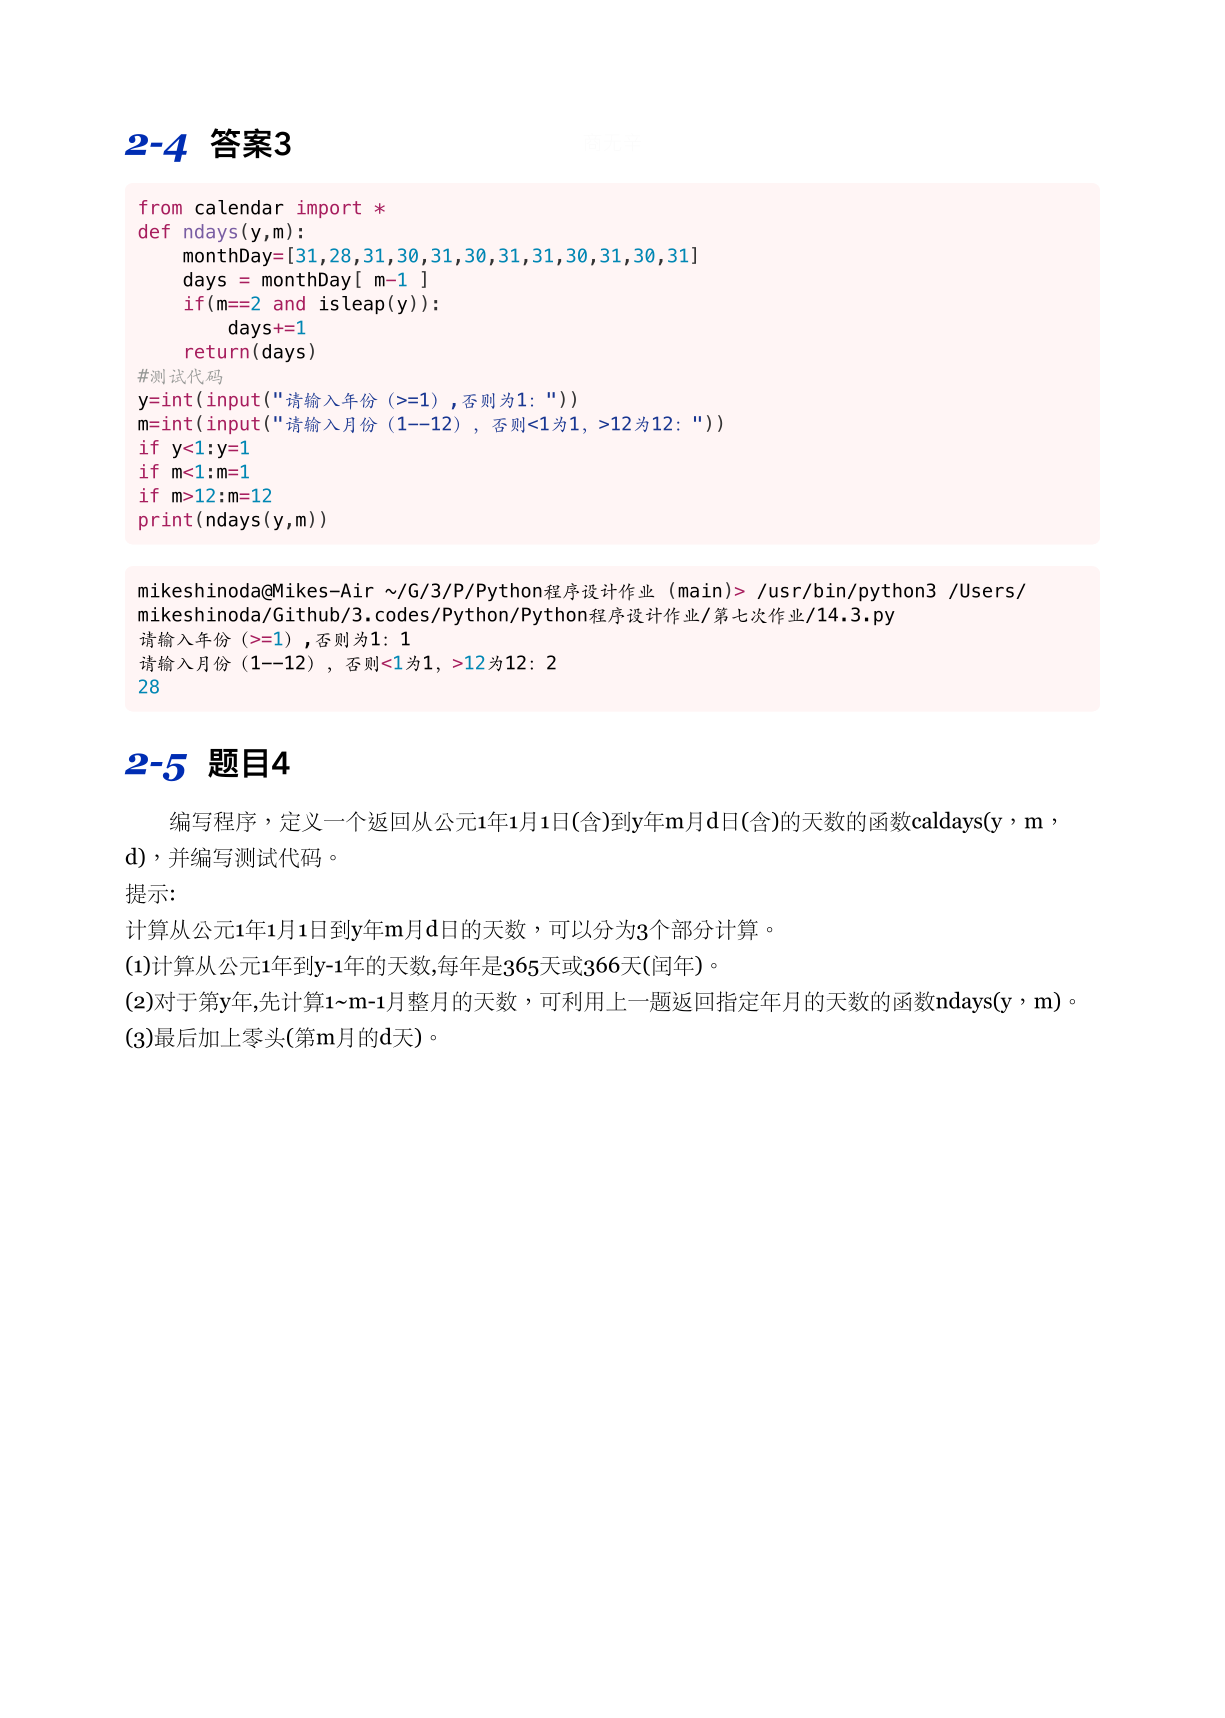 2-4 答案3
from calendar import *
def ndays(y,m):
    monthDay=[31,28,31,30,31,30,31,31,30,31,30,31]
    days = monthDay[ m-1 ]
    if(m==2 and isleap(y)):
        days+=1
    return(days)
#测试代码
y=int(input("请输入年份（>=1）,否则为1："))
m=int(input("请输入月份（1--12），否则<1为1，>12为12："))
if y<1:y=1
if m<1:m=1
if m>12:m=12
print(ndays(y,m))
mikeshinoda@Mikes-Air ~/G/3/P/Python程序设计作业 (main)> /usr/bin/python3 /Users/
mikeshinoda/Github/3.codes/Python/Python程序设计作业/第七次作业/14.3.py
请输入年份（>=1）,否则为1：1
请输入月份（1--12），否则<1为1，>12为12：2
28
2-5 题目4
编写程序，定义一个返回从公元1年1月1日(含)到y年m月d日(含)的天数的函数caldays(y，m，
d)，并编写测试代码。
提示:
计算从公元1年1月1日到y年m月d日的天数，可以分为3个部分计算。
(1)计算从公元1年到y-1年的天数,每年是365天或366天(闰年)。
(2)对于第y年,先计算1~m-1月整月的天数，可利用上一题返回指定年月的天数的函数ndays(y，m)。
(3)最后加上零头(第m月的d天)。